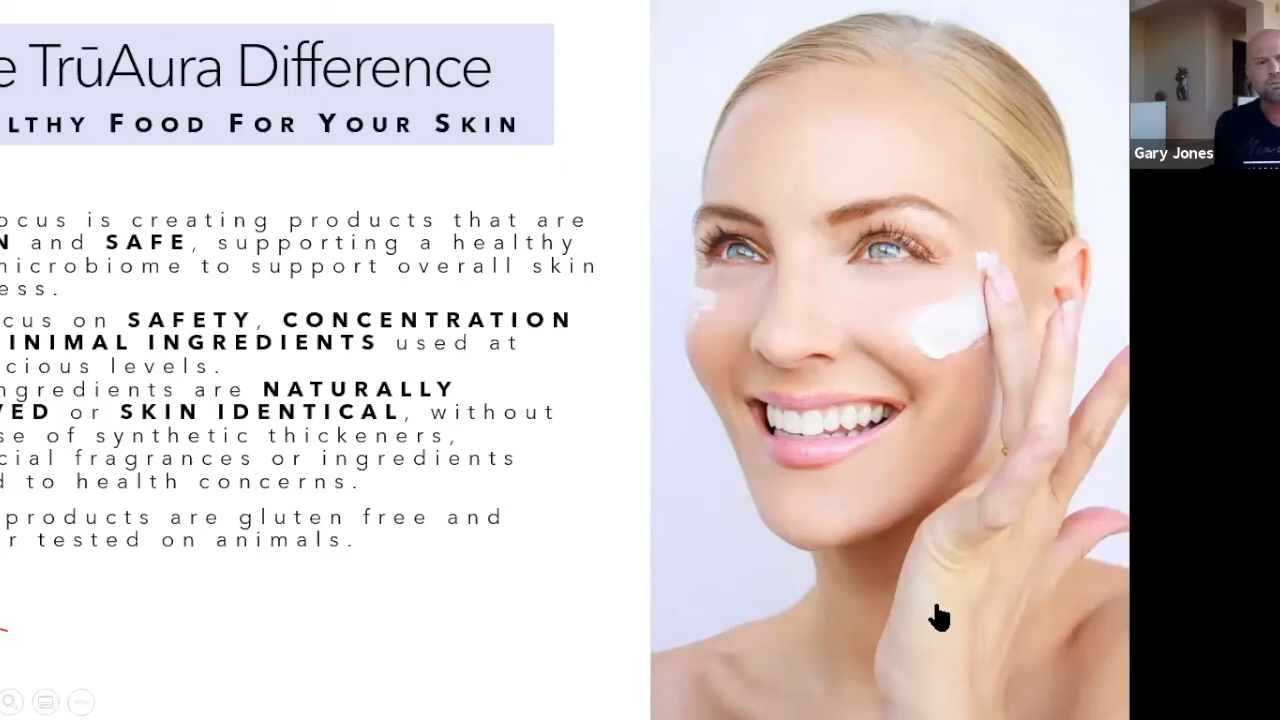 e TrūAura Difference
LTHY FOOD FOR YOUR SKIN
ocus is creating products that are
N and SAFE, supporting a healthy
microbiome to support overall skin
ess.
cus on SAFETY, CONCENTRATION
INIMAL INGREDIENTS used at
cious levels.
ngredients are NATURALLY
VED or SKIN IDENTICAL, without
se of synthetic thickeners,
cial fragrances or ingredients
d to health concerns.
products are gluten free and
r tested on animals.
Gary Jones